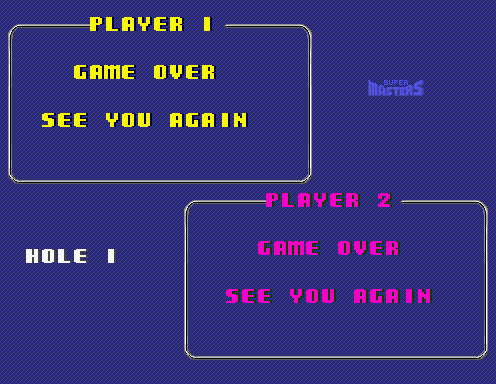 PLAYER 1
GAME OVER
SEE YOU AGAIN
SUPER
MASTERS
PLAYER 2
GAME OVER
SEE YOU AGAIN
HOLE 1